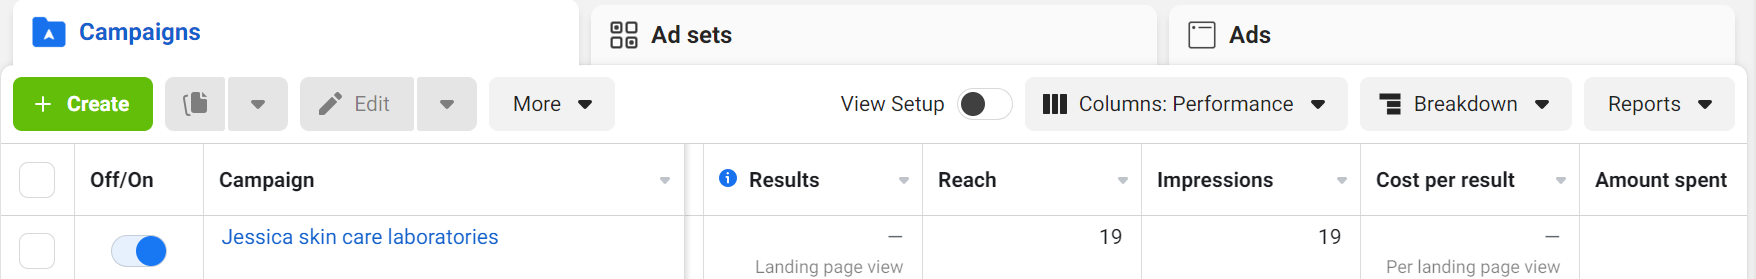 Campaigns
Ad sets
Ads
+ Create
Edit
More
View Setup
Columns: Performance
Breakdown
Reports
Off/On
Campaign
Results
Reach
Impressions
Cost per result
Amount spent
Jessica skin care laboratories
—
19
19
—
Landing page view
Per landing page view